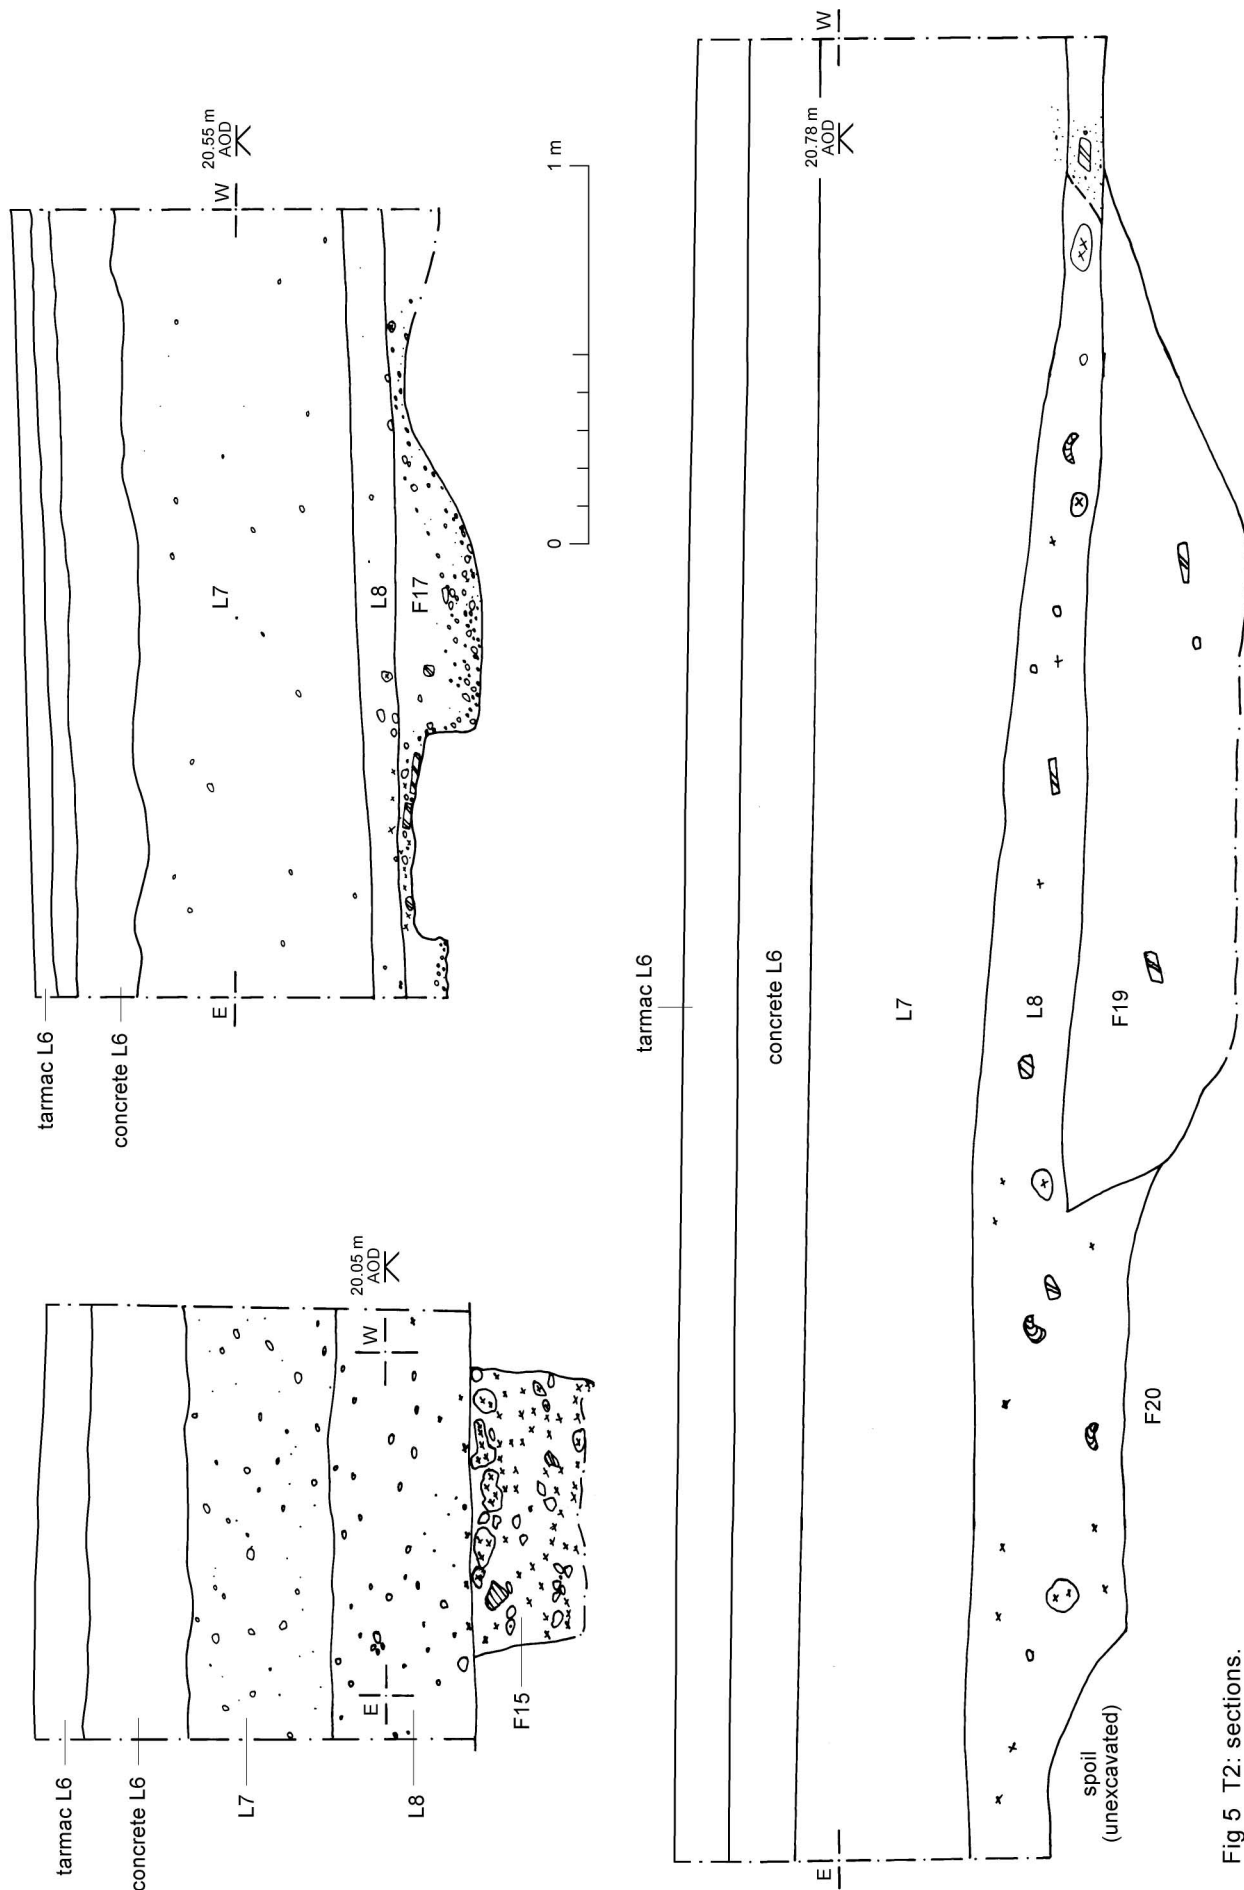 tarmac L6
concrete L6
L7
L8
F15
E
W
20.05 m
AOD
tarmac L6
concrete L6
E
W
L7
L8
F17
20.55 m
AOD
0
1 m
tarmac L6
concrete L6
L7
L8
F19
F20
E
W
20.78 m
AOD
spoil
(unexcavated)
Fig 5 T2: sections.